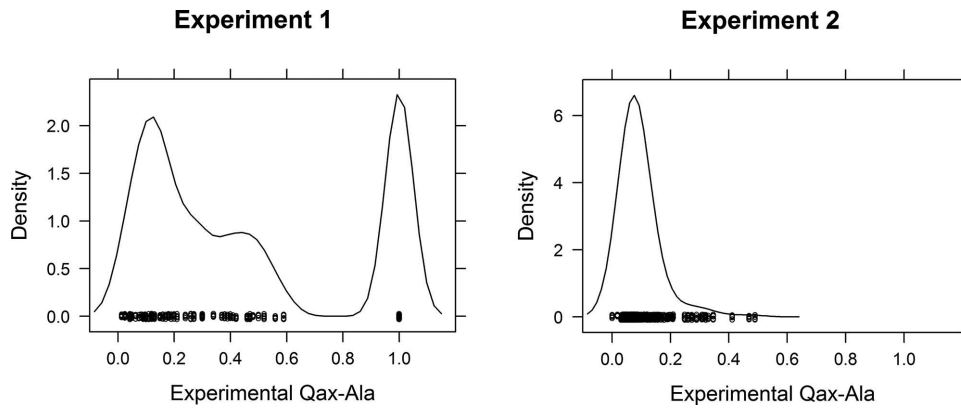 Experiment 1
Experiment 2
Density
2.0
1.5
1.0
0.5
0.0
0.0 0.2 0.4 0.6 0.8 1.0
Experimental Qax-Ala
Density
6
4
2
0
0.0 0.2 0.4 0.6 0.8 1.0
Experimental Qax-Ala